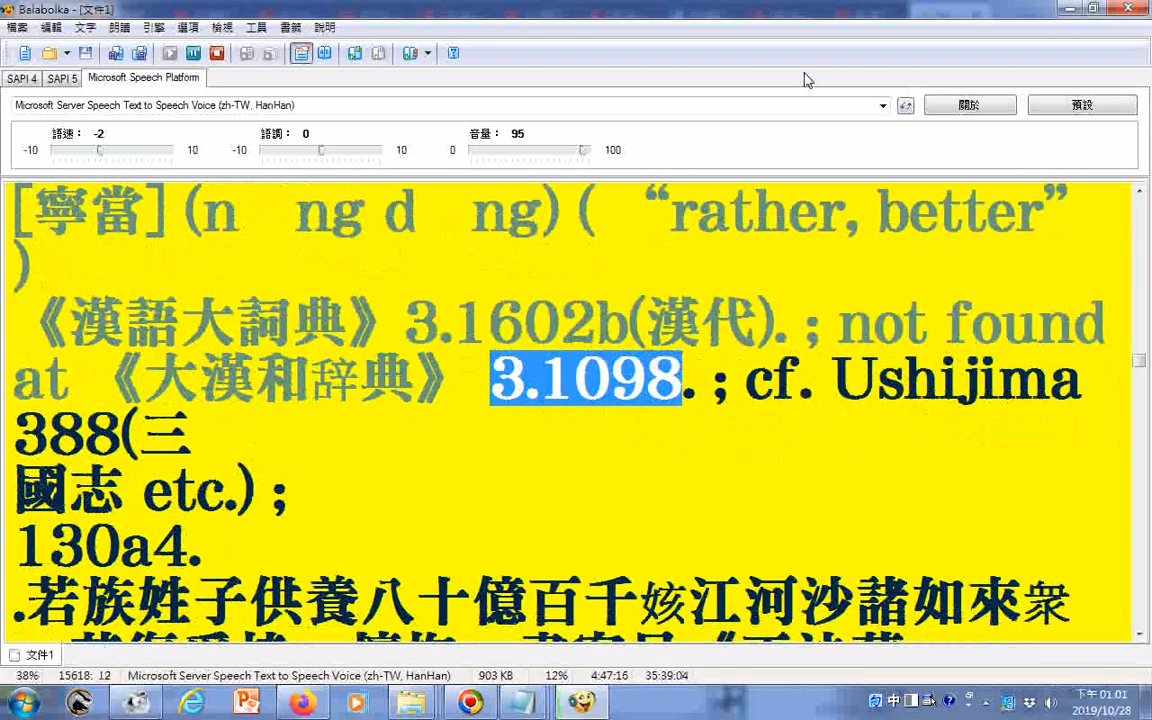 Balabolka - [文件1]
檔案 編輯 文字 朗讀 引擎 選項 檢視 工具 書籤 說明
SAPI 4 SAPI 5 Microsoft Speech Platform
Microsoft Server Speech Text to Speech Voice (zh-TW, HanHan) 關於 預設
語速： -2 語調： 0 音量： 95
-10 10 -10 10 0 100
[寧當] (n ng d ng) ( “rather, better”
)
《漢語大詞典》 3.1602b(漢代). ; not found
at 《大漢和辞典》 3.1098. ; cf. Ushijima
388(三
國志 etc.) ;
130a4.
.若族姓子供養八十億百千姟江河沙諸如來衆
文件1
38% 15618: 12 Microsoft Server Speech Text to Speech Voice (zh-TW, HanHan) 903 KB 12% 4:47:16 35:39:04
中 下午 01:01
2019/10/28